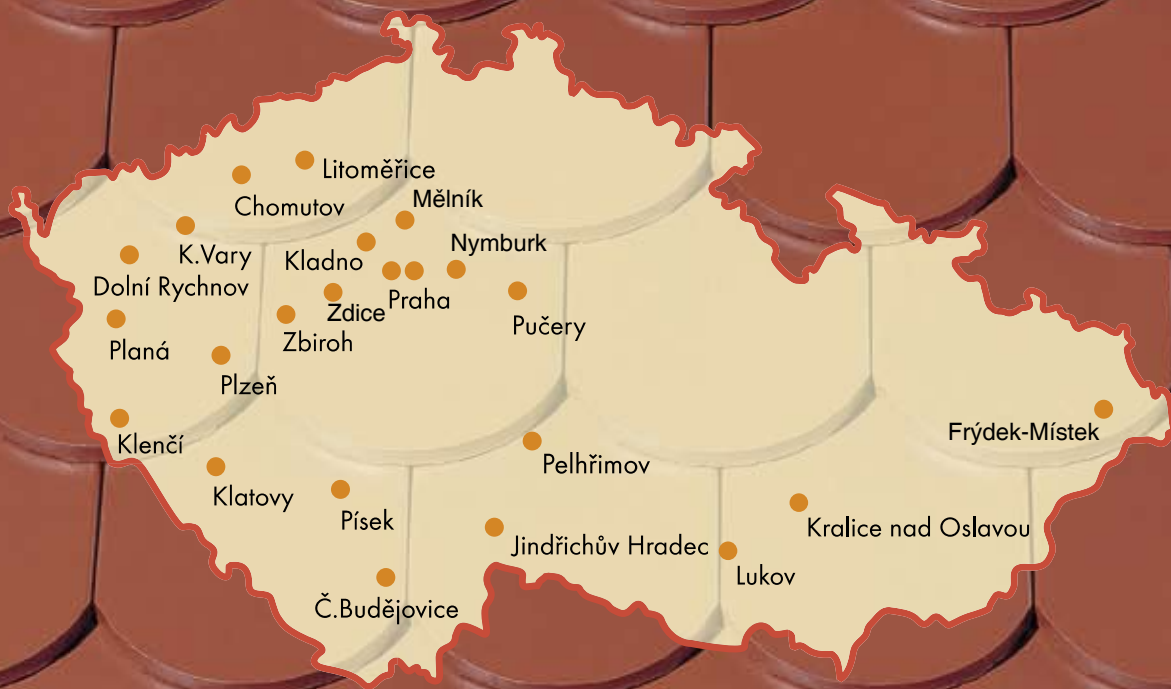 Litoměřice
Chomutov
Mělník
K.Vary
Kladno
Nymburk
Dolní Rychnov
Praha
Zdice
Pučery
Zbiroh
Planá
Plzeň
Klenčí
Frýdek-Místek
Pelhřimov
Klatovy
Písek
Kralice nad Oslavou
Jindřichův Hradec
Lukov
Č.Budějovice